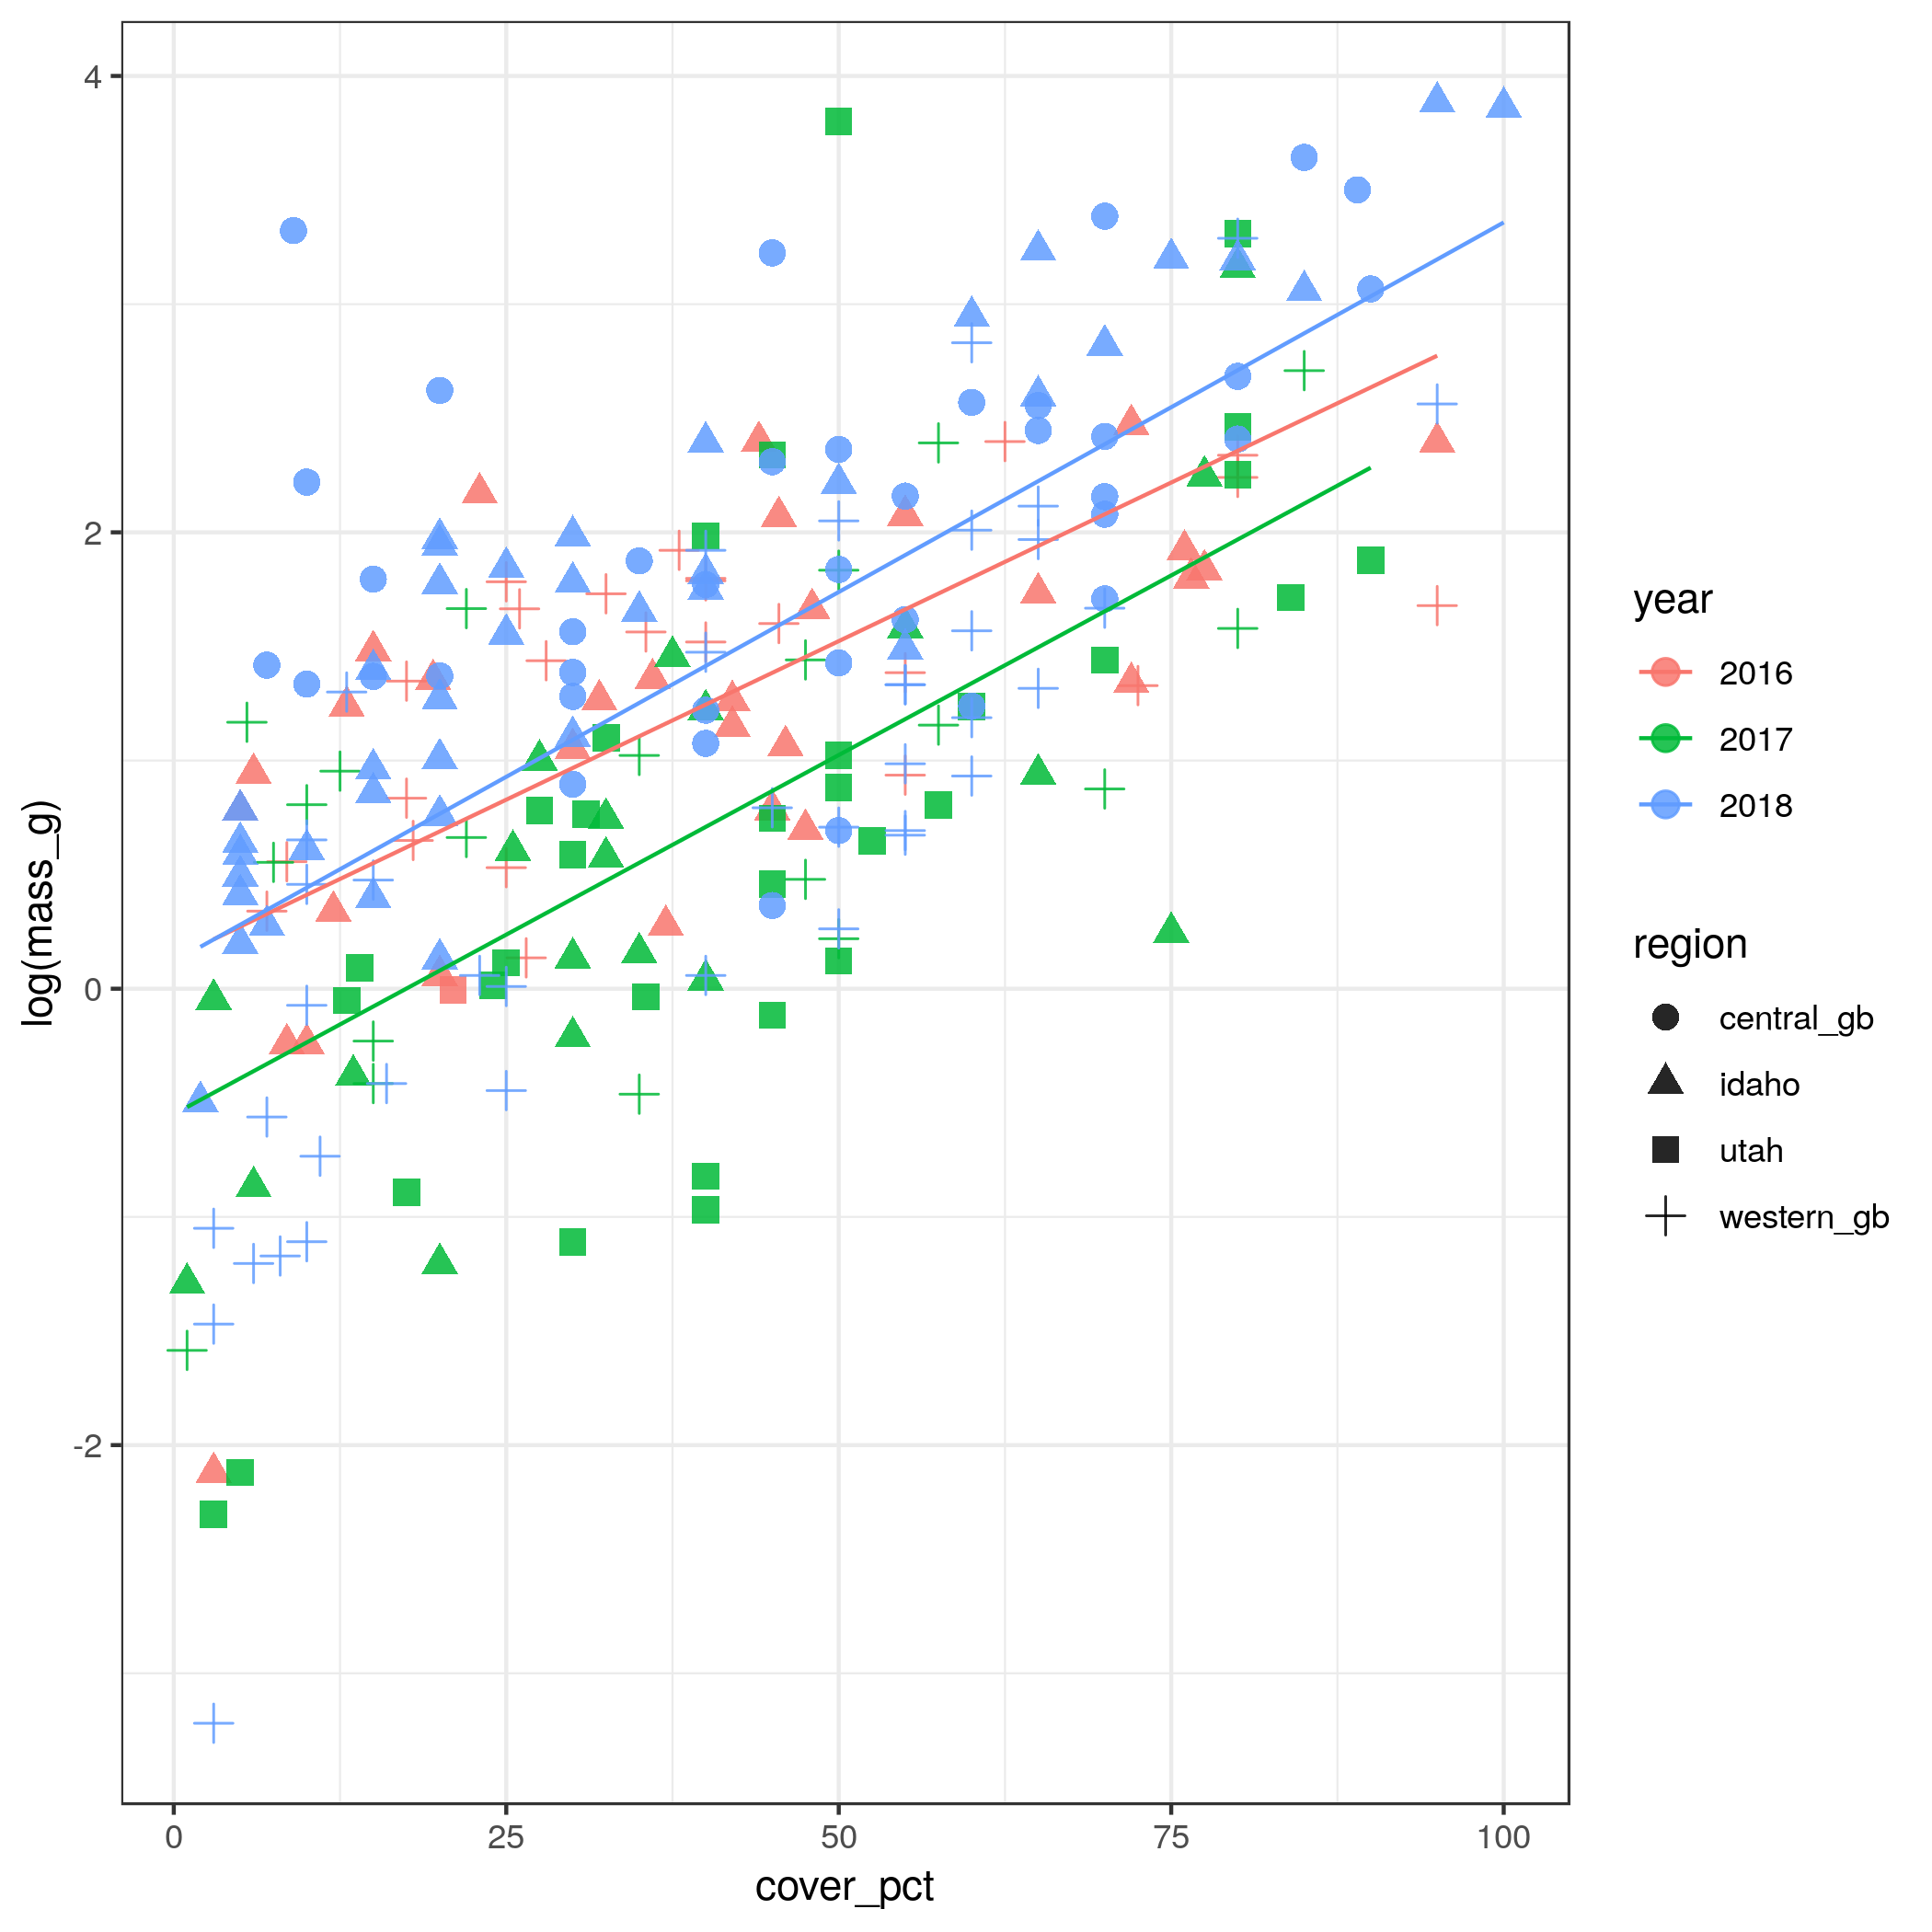 4
2
0
-2
log(mass_g)
0 25 50 75 100
cover_pct
year
2016
2017
2018
region
central_gb
idaho
utah
western_gb